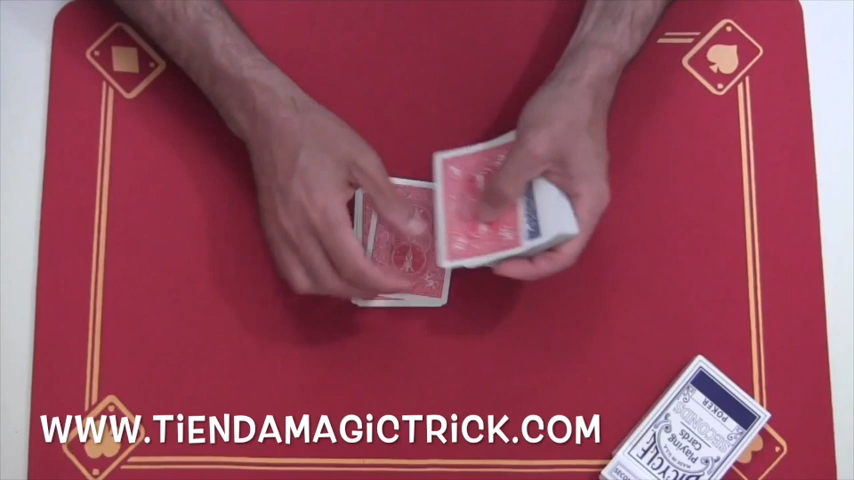 WWW.TIENDAMAGICTRICK.COM
POKER
SECONDS
Playing
Cards
BICYCLE